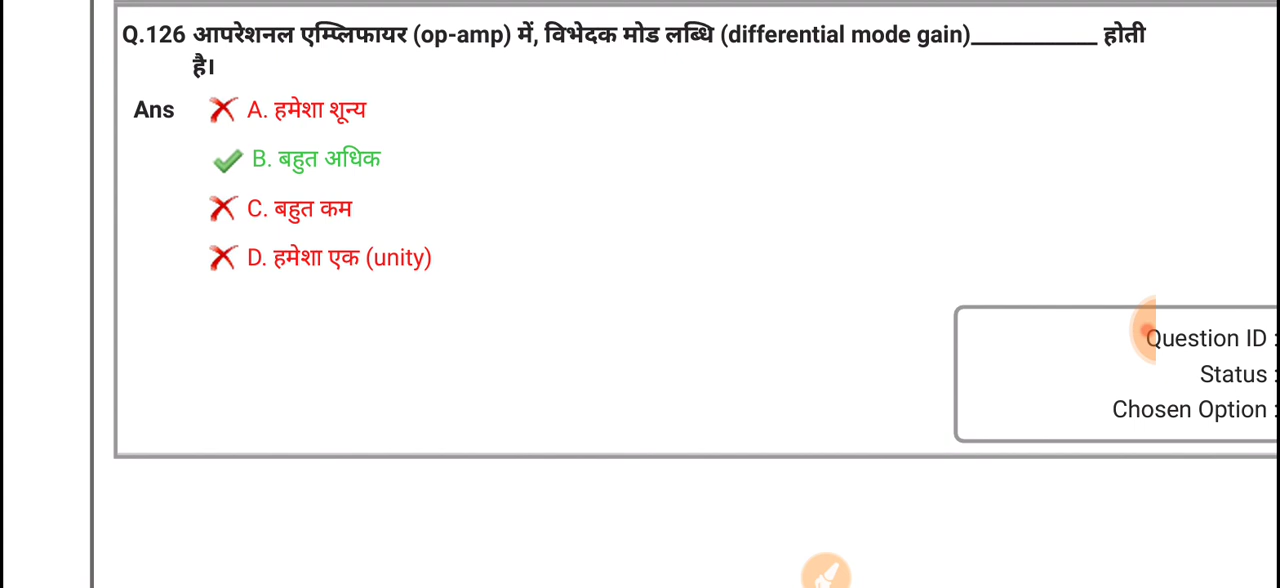 Q.126 आपरेशनल एम्प्लिफायर (op-amp) में, विभेदक मोड लब्धि (differential mode gain)__________ होती
है।
Ans A. हमेशा शून्य
B. बहुत अधिक
C. बहुत कम
D. हमेशा एक (unity)
Question ID :
Status :
Chosen Option :